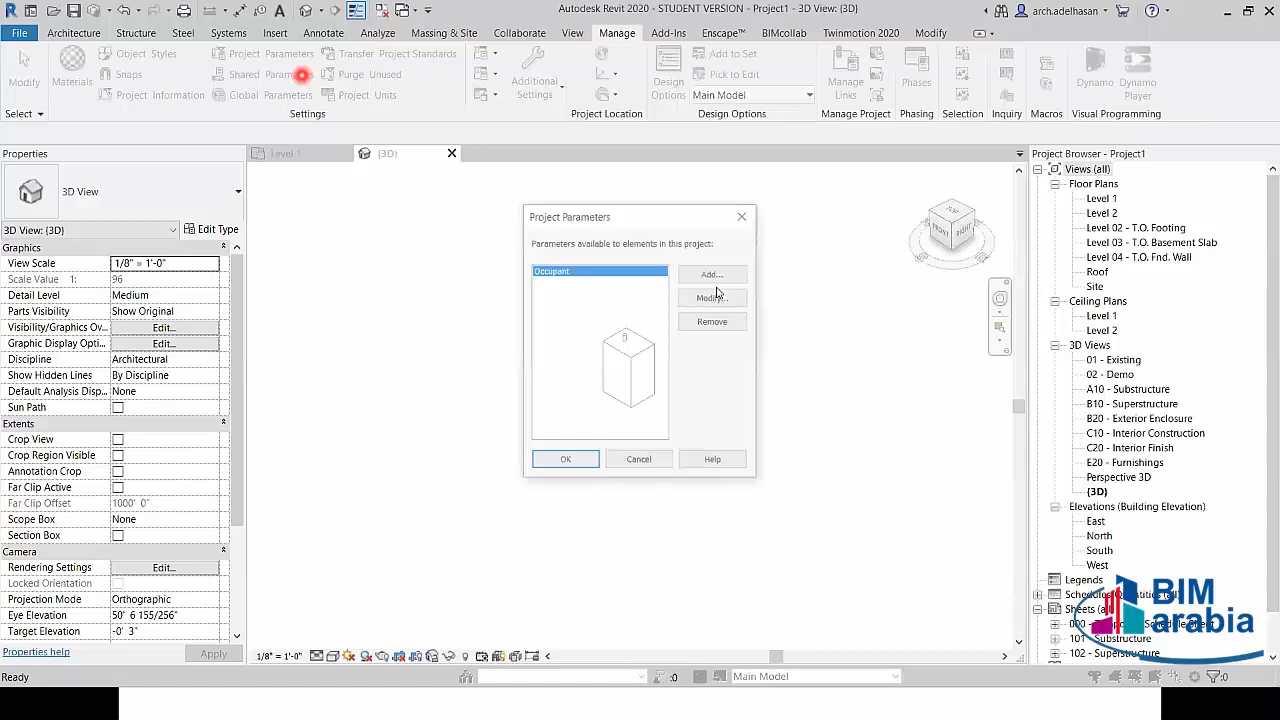 Autodesk Revit 2020 - STUDENT VERSION - Project1 - 3D View: {3D}
arch.adelhasan
File Architecture Structure Steel Systems Insert Annotate Analyze Massing & Site Collaborate View Manage Add-Ins Enscape™ BIMcollab Twinmotion 2020 Modify
Modify
Materials
Object Styles
Snaps
Project Information
Project Parameters
Shared Parameters
Global Parameters
Transfer Project Standards
Purge Unused
Project Units
Additional Settings
Design Options
Add to Set
Pick to Edit
Main Model
Manage Links
Phases
Dynamo
Dynamo Player
Select Settings Project Location Design Options Manage Project Phasing Selection Inquiry Macros Visual Programming
Properties
3D View
3D View: {3D} Edit Type
Graphics
View Scale 1/8" = 1'-0"
Scale Value 1: 96
Detail Level Medium
Parts Visibility Show Original
Visibility/Graphics Ov... Edit...
Graphic Display Opti... Edit...
Discipline Architectural
Show Hidden Lines By Discipline
Default Analysis Disp... None
Sun Path
Extents
Crop View
Crop Region Visible
Annotation Crop
Far Clip Active
Far Clip Offset 1000' 0"
Scope Box None
Section Box
Camera
Rendering Settings Edit...
Locked Orientation
Projection Mode Orthographic
Eye Elevation 50' 6 155/256"
Target Elevation -0' 3"
Properties help Apply
Level 1
{3D}
Project Parameters
Parameters available to elements in this project:
Occupant
Add...
Modify...
Remove
OK Cancel Help
TOP
FRONT RIGHT
Project Browser - Project1
Views (all)
Floor Plans
Level 1
Level 2
Level 02 - T.O. Footing
Level 03 - T.O. Basement Slab
Level 04 - T.O. Fnd. Wall
Roof
Site
Ceiling Plans
Level 1
Level 2
3D Views
01 - Existing
02 - Demo
A10 - Substructure
B10 - Superstructure
B20 - Exterior Enclosure
C10 - Interior Construction
C20 - Interior Finish
E20 - Furnishings
Perspective 3D
{3D}
Elevations (Building Elevation)
East
North
South
West
Legends
Sheets
101
102 - Superstructure
BIM
arabia
1/8" = 1'-0"
Ready
:0
Main Model
:0